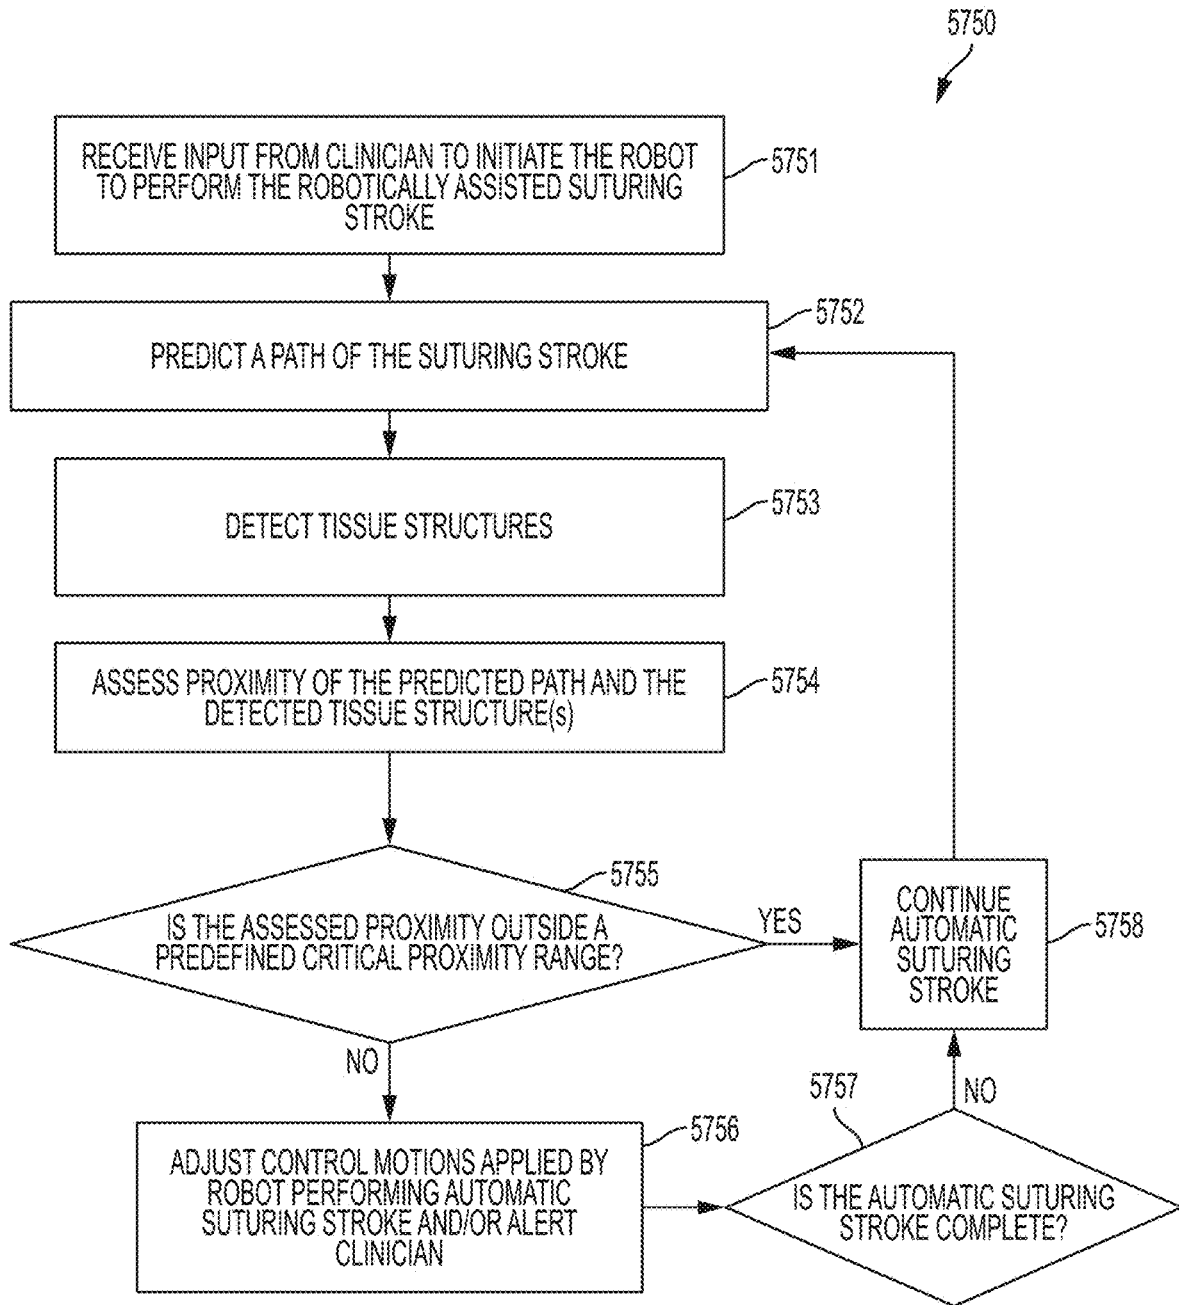 5750
RECEIVE INPUT FROM CLINICIAN TO INITIATE THE ROBOT
TO PERFORM THE ROBOTICALLY ASSISTED SUTURING
STROKE
5751
PREDICT A PATH OF THE SUTURING STROKE
5752
DETECT TISSUE STRUCTURES
5753
ASSESS PROXIMITY OF THE PREDICTED PATH AND THE
DETECTED TISSUE STRUCTURE(s)
5754
IS THE ASSESSED PROXIMITY OUTSIDE A
PREDEFINED CRITICAL PROXIMITY RANGE?
5755
YES
NO
CONTINUE
AUTOMATIC
SUTURING
STROKE
5758
ADJUST CONTROL MOTIONS APPLIED BY
ROBOT PERFORMING AUTOMATIC
SUTURING STROKE AND/OR ALERT
CLINICIAN
5756
IS THE AUTOMATIC SUTURING
STROKE COMPLETE?
5757
NO